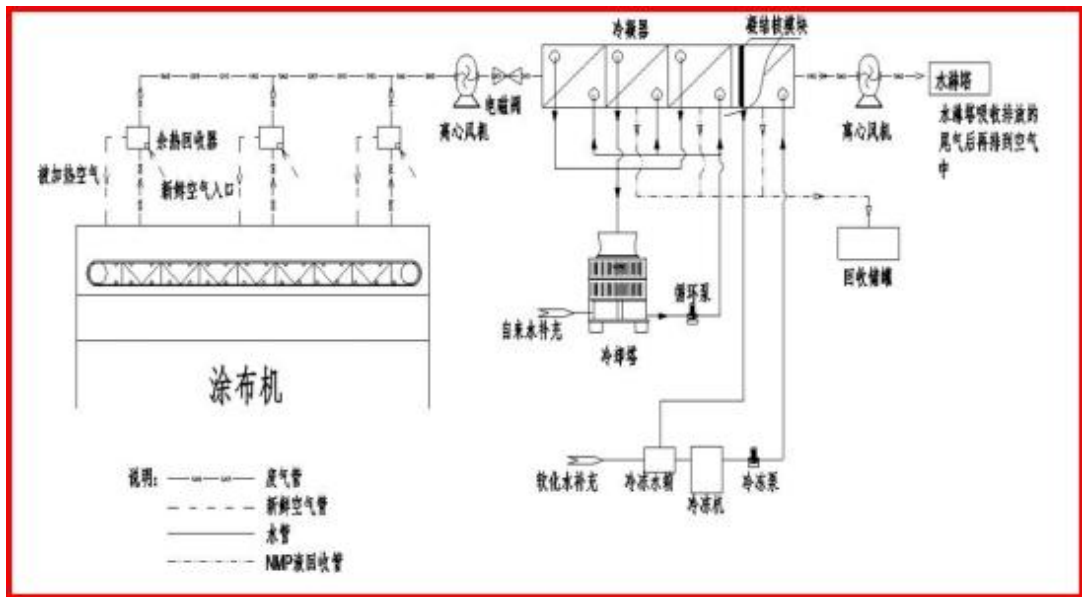 冷凝器
凝结核模块
电磁阀
离心风机
离心风机
水淋塔
水淋塔吸收排放的
尾气后再排到空气
中
余热回收器
被加热空气
新鲜空气入口
回收储罐
循环泵
自来水补充
冷却塔
涂布机
软化水补充
冷冻水箱
冷冻机
冷冻泵
说明:
废气管
新鲜空气管
水管
NMP液回收管